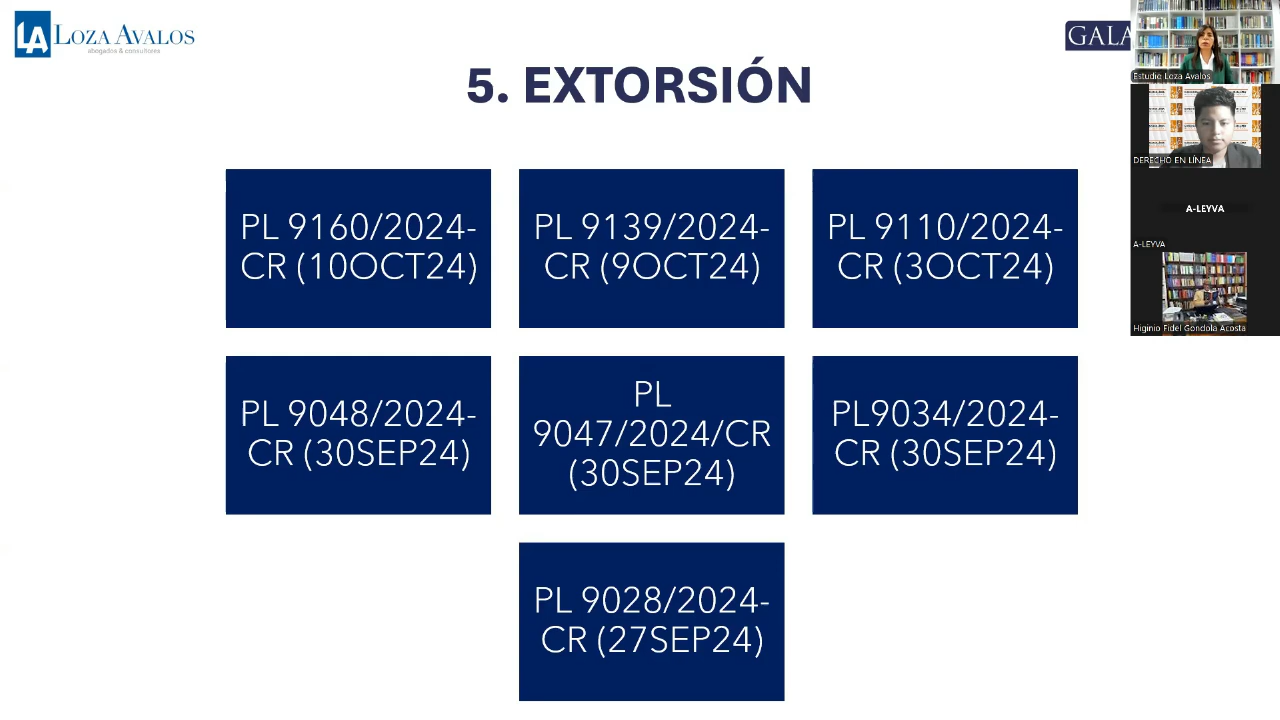 LA LOZA AVALOS
abogados & consultores
GALA
5. EXTORSIÓN
PL 9160/2024-
CR (10OCT24)
PL 9139/2024-
CR (9OCT24)
PL 9110/2024-
CR (3OCT24)
PL 9048/2024-
CR (30SEP24)
PL
9047/2024/CR
(30SEP24)
PL9034/2024-
CR (30SEP24)
PL 9028/2024-
CR (27SEP24)
Estudio Loza Avalos
DERECHO EN LÍNEA
A-LEYVA
A-LEYVA
Higinio Fidel Gondola Acosta